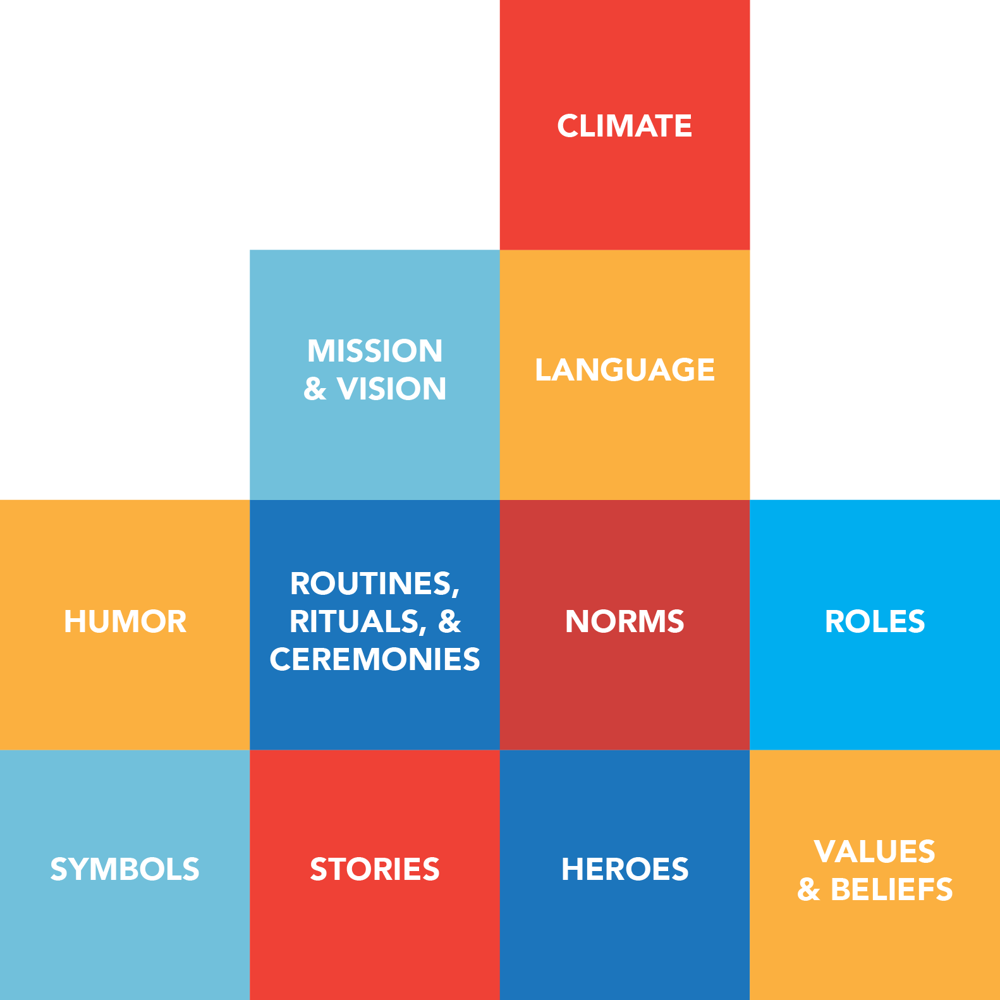 CLIMATE
MISSION
& VISION
LANGUAGE
HUMOR
ROUTINES,
RITUALS, &
CEREMONIES
NORMS
ROLES
SYMBOLS
STORIES
HEROES
VALUES
& BELIEFS